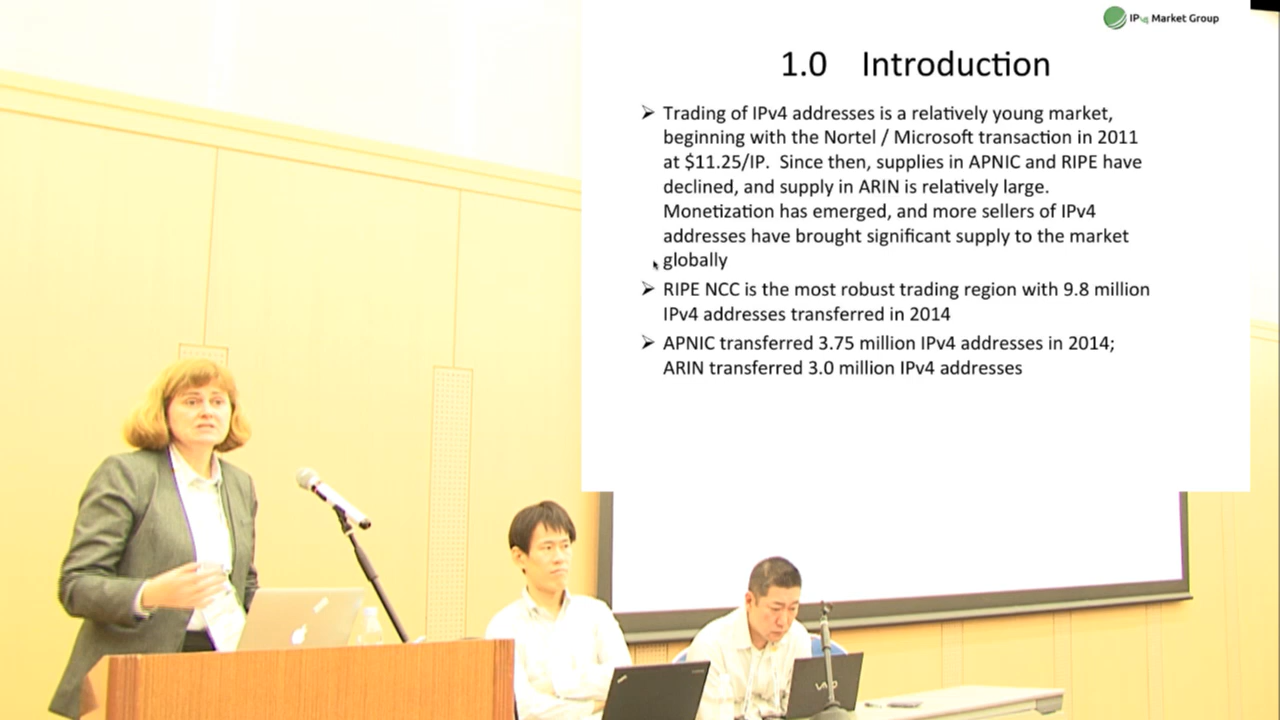 IPv4 Market Group
1.0 Introduction
➢ Trading of IPv4 addresses is a relatively young market,
beginning with the Nortel / Microsoft transaction in 2011
at $11.25/IP. Since then, supplies in APNIC and RIPE have
declined, and supply in ARIN is relatively large.
Monetization has emerged, and more sellers of IPv4
addresses have brought significant supply to the market
globally
➢ RIPE NCC is the most robust trading region with 9.8 million
IPv4 addresses transferred in 2014
➢ APNIC transferred 3.75 million IPv4 addresses in 2014;
ARIN transferred 3.0 million IPv4 addresses
VAIO